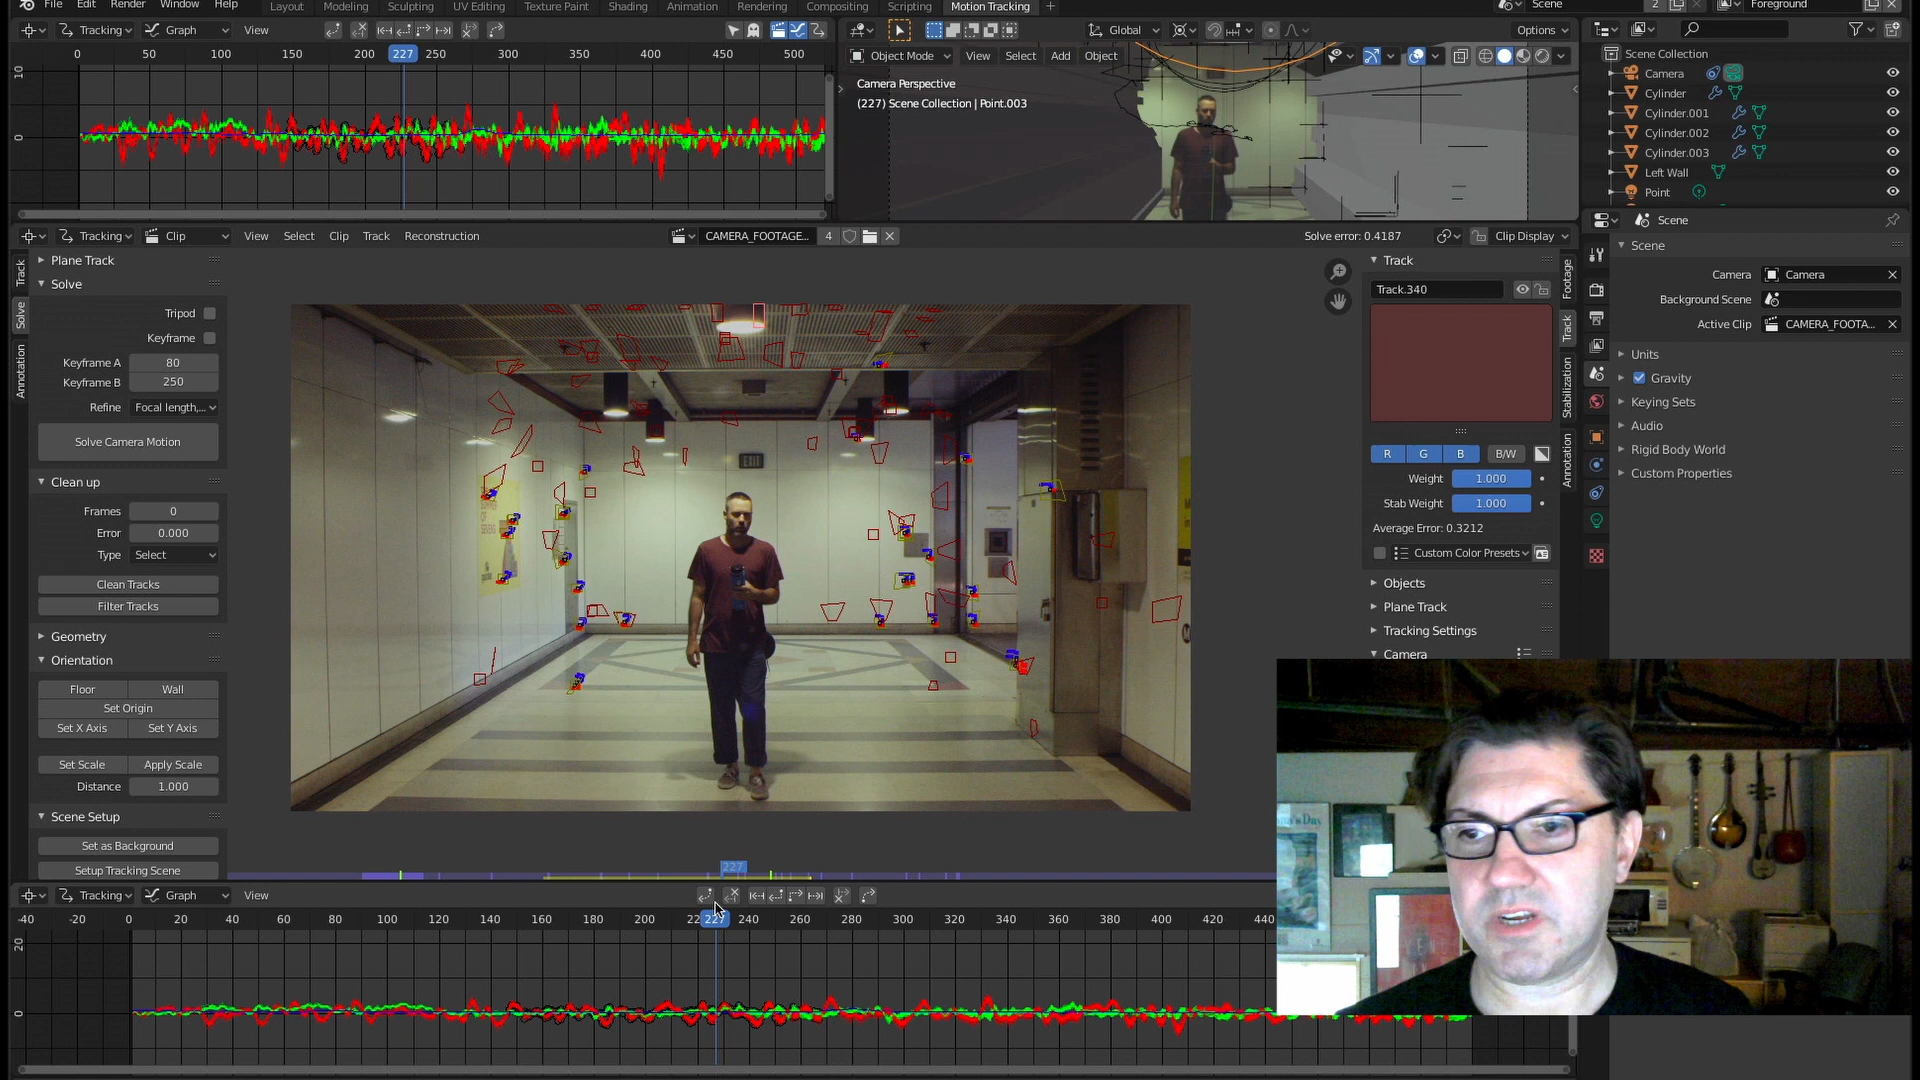 File Edit Render Window Help Layout Modeling Sculpting UV Editing Texture Paint Shading Animation Rendering Compositing Scripting Motion Tracking + Scene 2 Foreground
Tracking Graph View
0 50 100 150 200 227 250 300 350 400 450 500
10
0
Global Options
Object Mode View Select Add Object
Camera Perspective
(227) Scene Collection | Point.003
Scene Collection
Camera
Cylinder
Cylinder.001
Cylinder.002
Cylinder.003
Left Wall
Point
Tracking Clip View Select Clip Track Reconstruction CAMERA_FOOTAGE... 4 Solve error: 0.4187 Clip Display
Track
Solve
Annotation
Plane Track
Solve
Tripod
Keyframe
Keyframe A 80
Keyframe B 250
Refine Focal length,...
Solve Camera Motion
Clean up
Frames 0
Error 0.000
Type Select
Clean Tracks
Filter Tracks
Geometry
Orientation
Floor Wall
Set Origin
Set X Axis Set Y Axis
Set Scale Apply Scale
Distance 1.000
Scene Setup
Set as Background
Setup Tracking Scene
EXIT
227
Track
Track.340
R G B B/W
Weight 1.000
Stab Weight 1.000
Average Error: 0.3212
Custom Color Presets
Objects
Plane Track
Tracking Settings
Camera
Footage
Track
Stabilization
Annotation
Scene
Scene
Camera Camera
Background Scene
Active Clip CAMERA_FOOTA...
Units
Gravity
Keying Sets
Audio
Rigid Body World
Custom Properties
Tracking Graph View
-40 -20 0 20 40 60 80 100 120 140 160 180 200 227 240 260 280 300 320 340 360 380 400 420 440
20
0